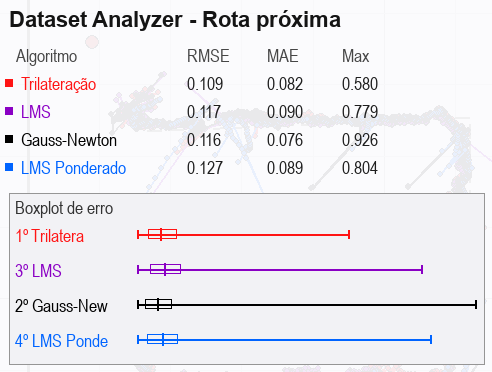 Dataset Analyzer - Rota próxima
Algoritmo RMSE MAE Max
Trilateração 0.109 0.082 0.580
LMS 0.117 0.090 0.779
Gauss-Newton 0.116 0.076 0.926
LMS Ponderado 0.127 0.089 0.804
Boxplot de erro
1º Trilatera
3º LMS
2º Gauss-New
4º LMS Ponde